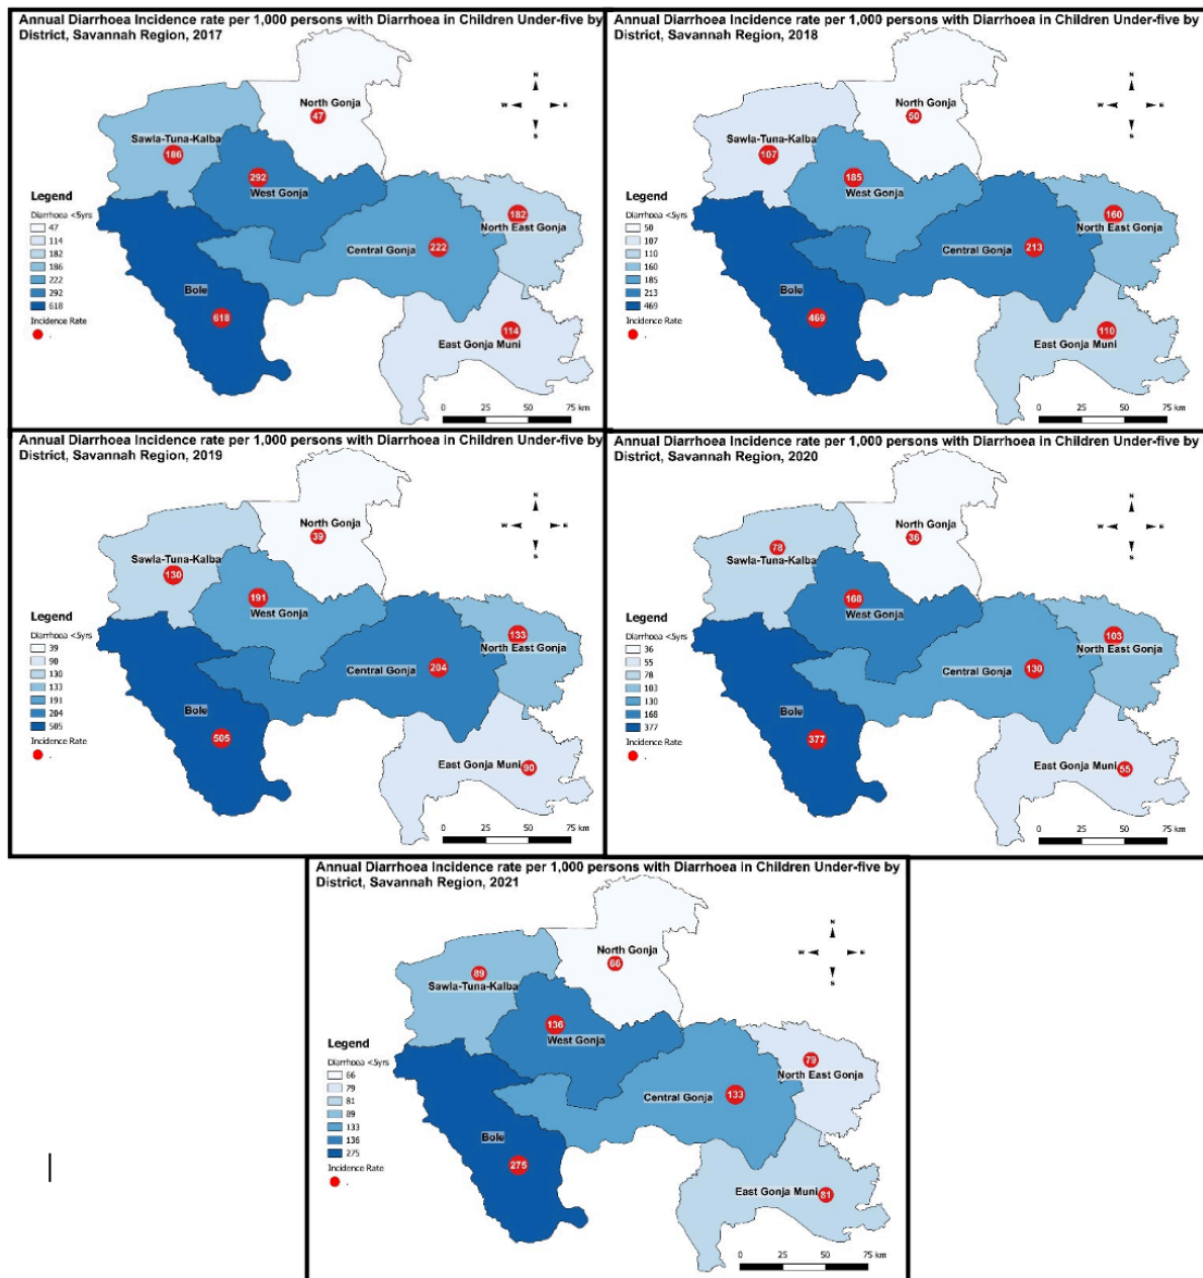 Annual Diarrhoea Incidence rate per 1,000 persons with Diarrhoea in Children Under-five by
District, Savannah Region, 2017
N
W
E
S
North Gonja
47
Sawla-Tuna-Kalba
186
292
West Gonja
182
North East Gonja
Central Gonja
222
Bole
618
114
East Gonja Muni
Legend
Diarrhoea <5yrs
47
114
182
186
222
292
618
Incidence Rate
.
0 25 50 75 km
Annual Diarrhoea Incidence rate per 1,000 persons with Diarrhoea in Children Under-five by
District, Savannah Region, 2018
N
W
E
S
North Gonja
50
Sawla-Tuna-Kalba
107
185
West Gonja
160
North East Gonja
Central Gonja
213
Bole
469
110
East Gonja Muni
Legend
Diarrhoea <5yrs
50
107
110
160
185
213
469
Incidence Rate
.
0 25 50 75 km
Annual Diarrhoea Incidence rate per 1,000 persons with Diarrhoea in Children Under-five by
District, Savannah Region, 2019
N
W
E
S
North Gonja
39
Sawla-Tuna-Kalba
130
191
West Gonja
133
North East Gonja
Central Gonja
204
Bole
505
East Gonja Muni
90
Legend
Diarrhoea <5yrs
39
90
130
133
191
204
505
Incidence Rate
.
0 25 50 75 km
Annual Diarrhoea Incidence rate per 1,000 persons with Diarrhoea in Children Under-five by
District, Savannah Region, 2020
N
W
E
S
North Gonja
36
78
Sawla-Tuna-Kalba
168
West Gonja
103
North East Gonja
Central Gonja
130
Bole
377
East Gonja Muni
55
Legend
Diarrhoea <5yrs
36
55
78
103
130
168
377
Incidence Rate
.
0 25 50 75 km
Annual Diarrhoea Incidence rate per 1,000 persons with Diarrhoea in Children Under-five by
District, Savannah Region, 2021
N
W
E
S
North Gonja
66
89
Sawla-Tuna-Kalba
136
West Gonja
79
North East Gonja
Central Gonja
133
Bole
275
East Gonja Muni
81
Legend
Diarrhoea <5yrs
66
79
81
89
133
136
275
Incidence Rate
.
0 25 50 75 km